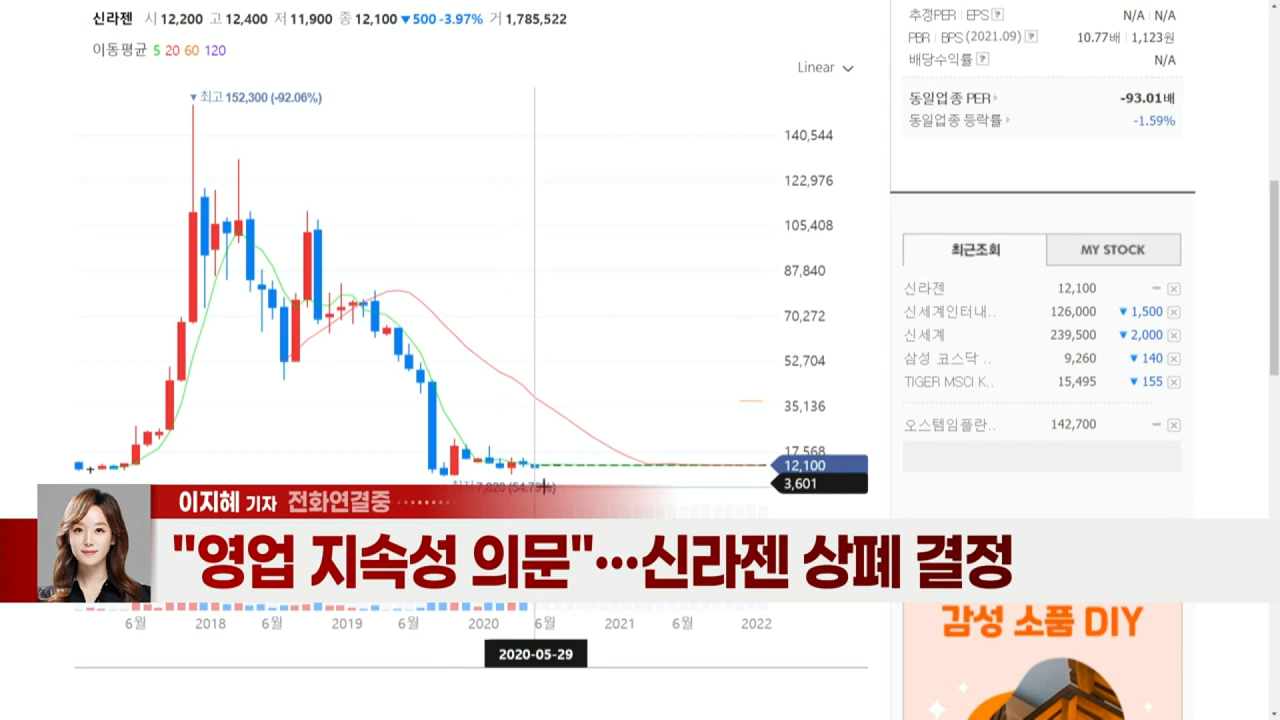 신라젠 시 12,200 고 12,400 저 11,900 종 12,100 ▼500 -3.97% 거 1,785,522
이동평균 5 20 60 120
Linear
▼최고 152,300 (-92.06%)
140,544
122,976
105,408
87,840
70,272
52,704
35,136
17,568
12,100
3,601
최저 7,820 (54.73%)
추정PER | EPS ? N/A | N/A
PBR | BPS (2021.09) ? 10.77배 | 1,123원
배당수익률 ? N/A
동일업종 PER -93.01배
동일업종 등락률 -1.59%
최근조회 MY STOCK
신라젠 12,100 -
신세계인터내.. 126,000 ▼1,500
신세계 239,500 ▼2,000
삼성 코스닥 .. 9,260 ▼140
TIGER MSCI K.. 15,495 ▼155
오스템임플란.. 142,700 -
이지혜 기자 전화연결중
"영업 지속성 의문"…신라젠 상폐 결정
6월 2018 6월 2019 6월 2020 6월 2021 6월 2022
2020-05-29
감성 소품 DIY